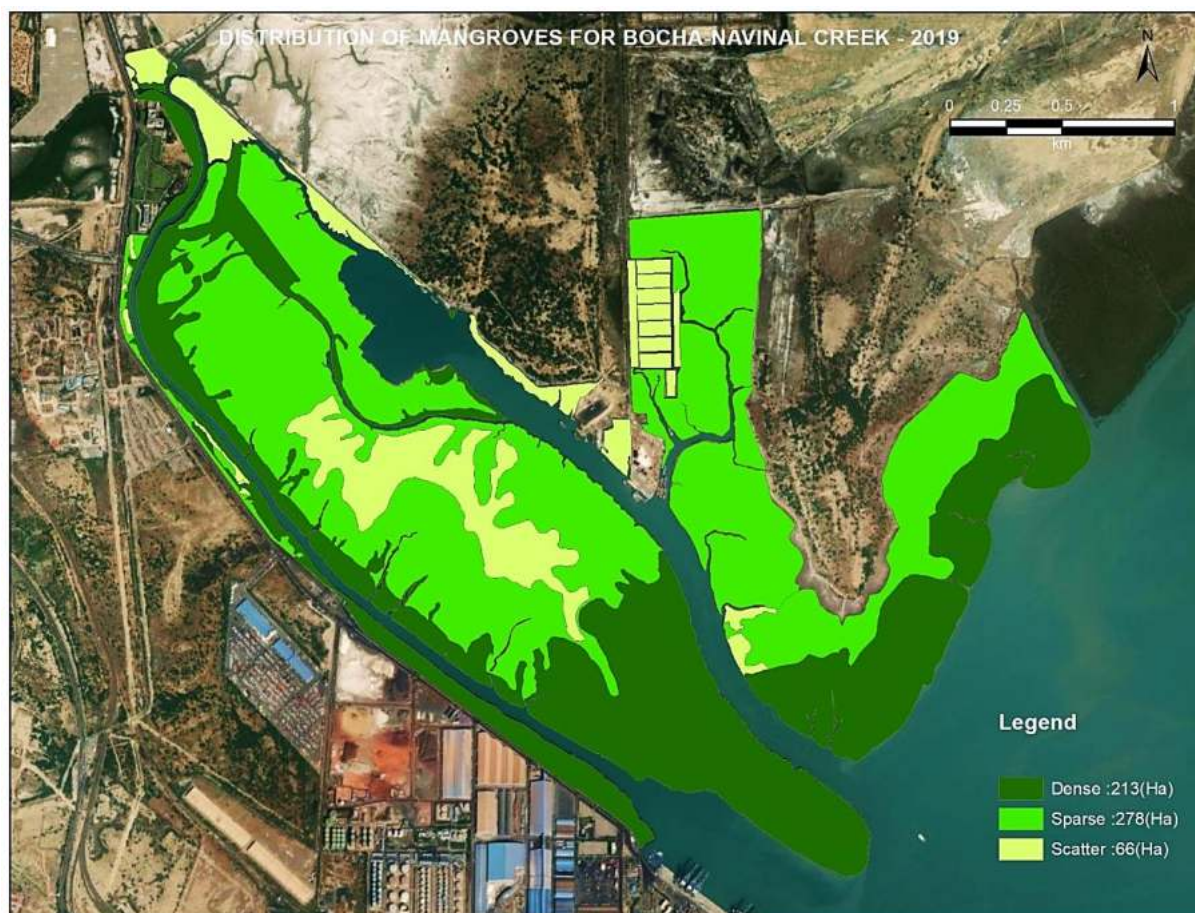 DISTRIBUTION OF MANGROVES FOR BOCHA-NAVINAL CREEK - 2019
N
0 0.25 0.5 1
km
Legend
Dense :213(Ha)
Sparse :278(Ha)
Scatter :66(Ha)